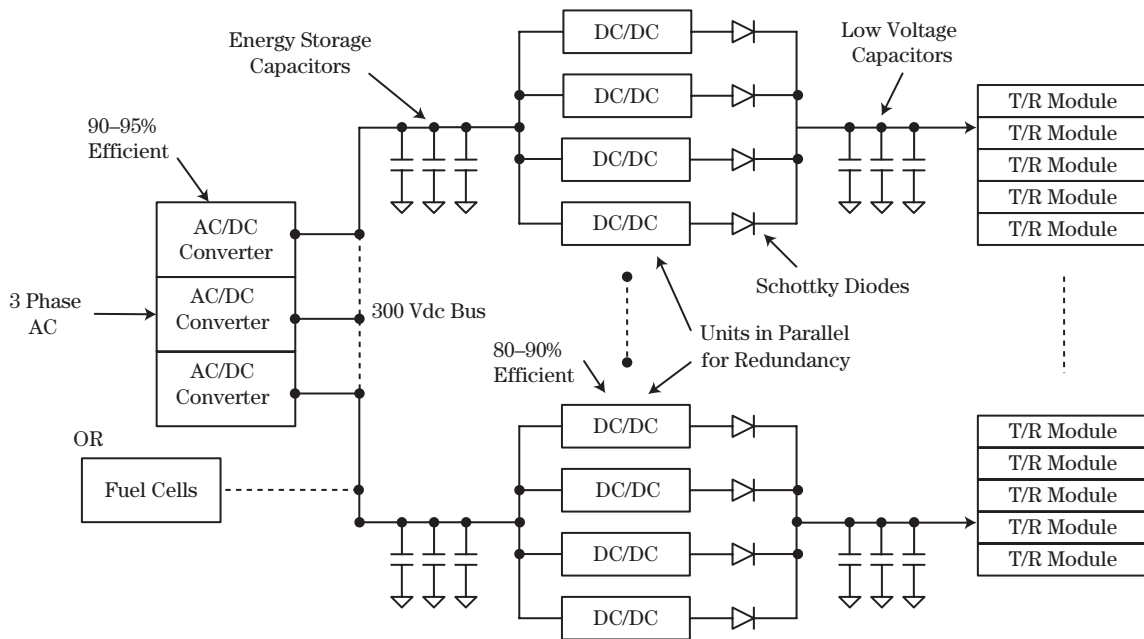 Energy Storage
Capacitors
DC/DC
DC/DC
DC/DC
DC/DC
Low Voltage
Capacitors
T/R Module
T/R Module
T/R Module
T/R Module
T/R Module
90–95%
Efficient
AC/DC
Converter
AC/DC
Converter
AC/DC
Converter
3 Phase
AC
300 Vdc Bus
Schottky Diodes
Units in Parallel
for Redundancy
80–90%
Efficient
OR
Fuel Cells
DC/DC
DC/DC
DC/DC
DC/DC
T/R Module
T/R Module
T/R Module
T/R Module
T/R Module